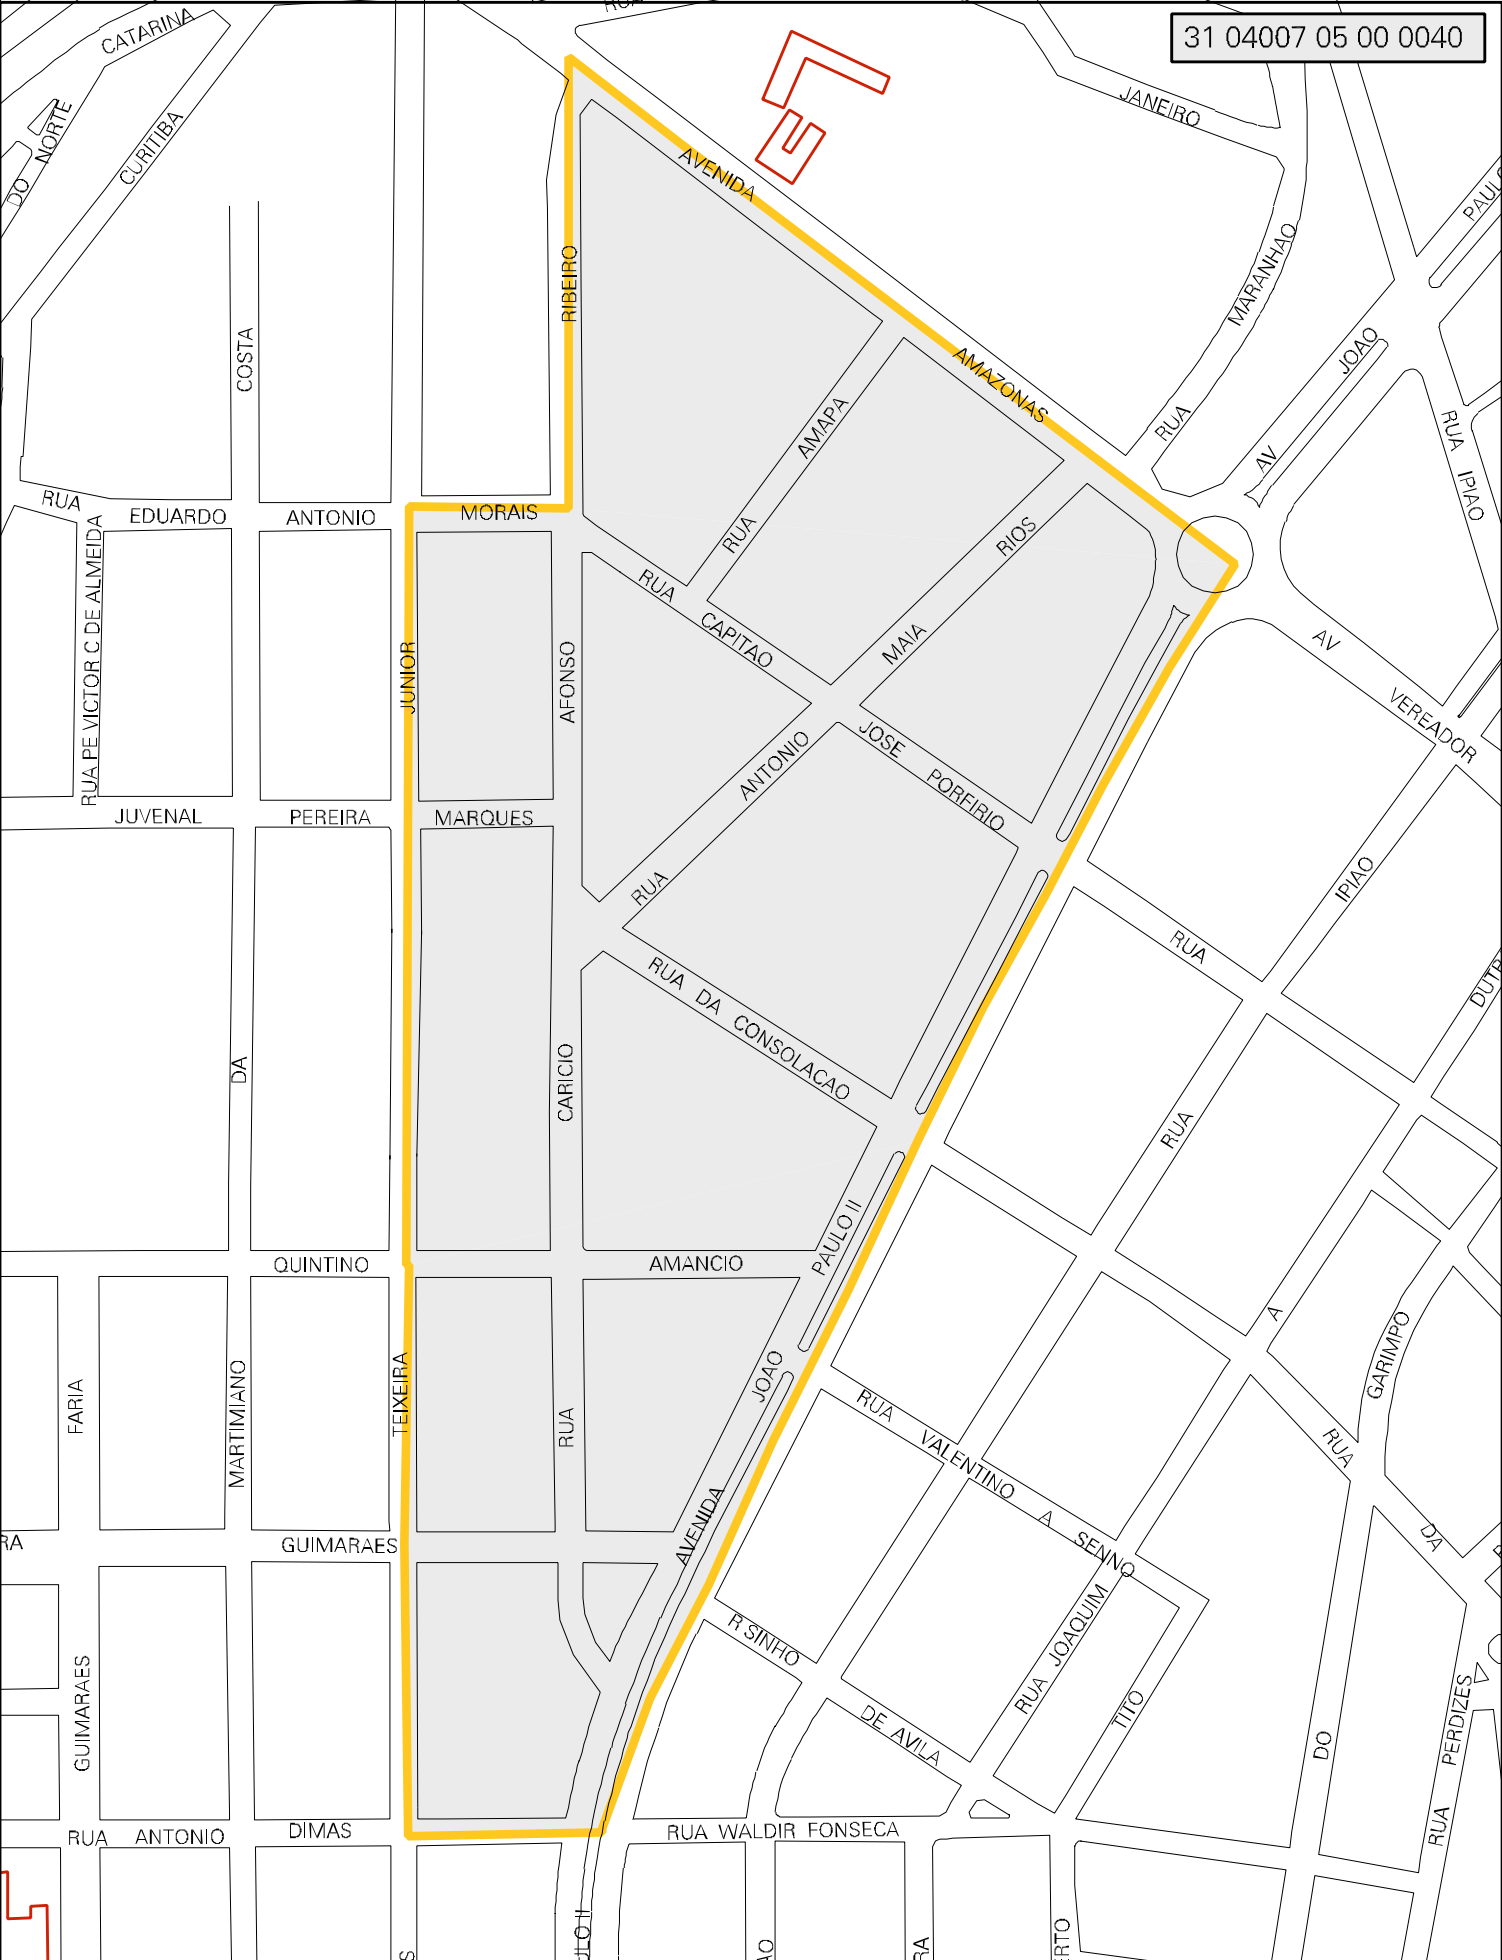 31 04007 05 00 0040
CATARINA
DO NORTE
CURITIBA
JANEIRO
AVENIDA AMAZONAS
RUA MARANHAO
AV JOAO
RUA IPIAO
COSTA
RIBEIRO
RUA AMAPA
RUA EDUARDO ANTONIO MORAIS
RUA PE VICTOR C DE ALMEIDA
JUNIOR
AFONSO
RUA CAPITAO JOSE PORFIRIO
RUA ANTONIO MAIA RIOS
AV VEREADOR
JUVENAL PEREIRA MARQUES
RUA IPIAO
RUA
RUA DA CONSOLACAO
DA
CARICIO
QUINTINO AMANCIO
AVENIDA JOAO PAULO II
A
GARIMPO
FARIA
MARTIMIANO
TEIXEIRA
RUA
RUA VALENTINO A SENNO
RUA DA
GUIMARAES
R SINHO DE AVILA
RUA JOAQUIM
TITO
GUIMARAES
DO
RUA PERDIZES
RUA ANTONIO DIMAS
RUA WALDIR FONSECA